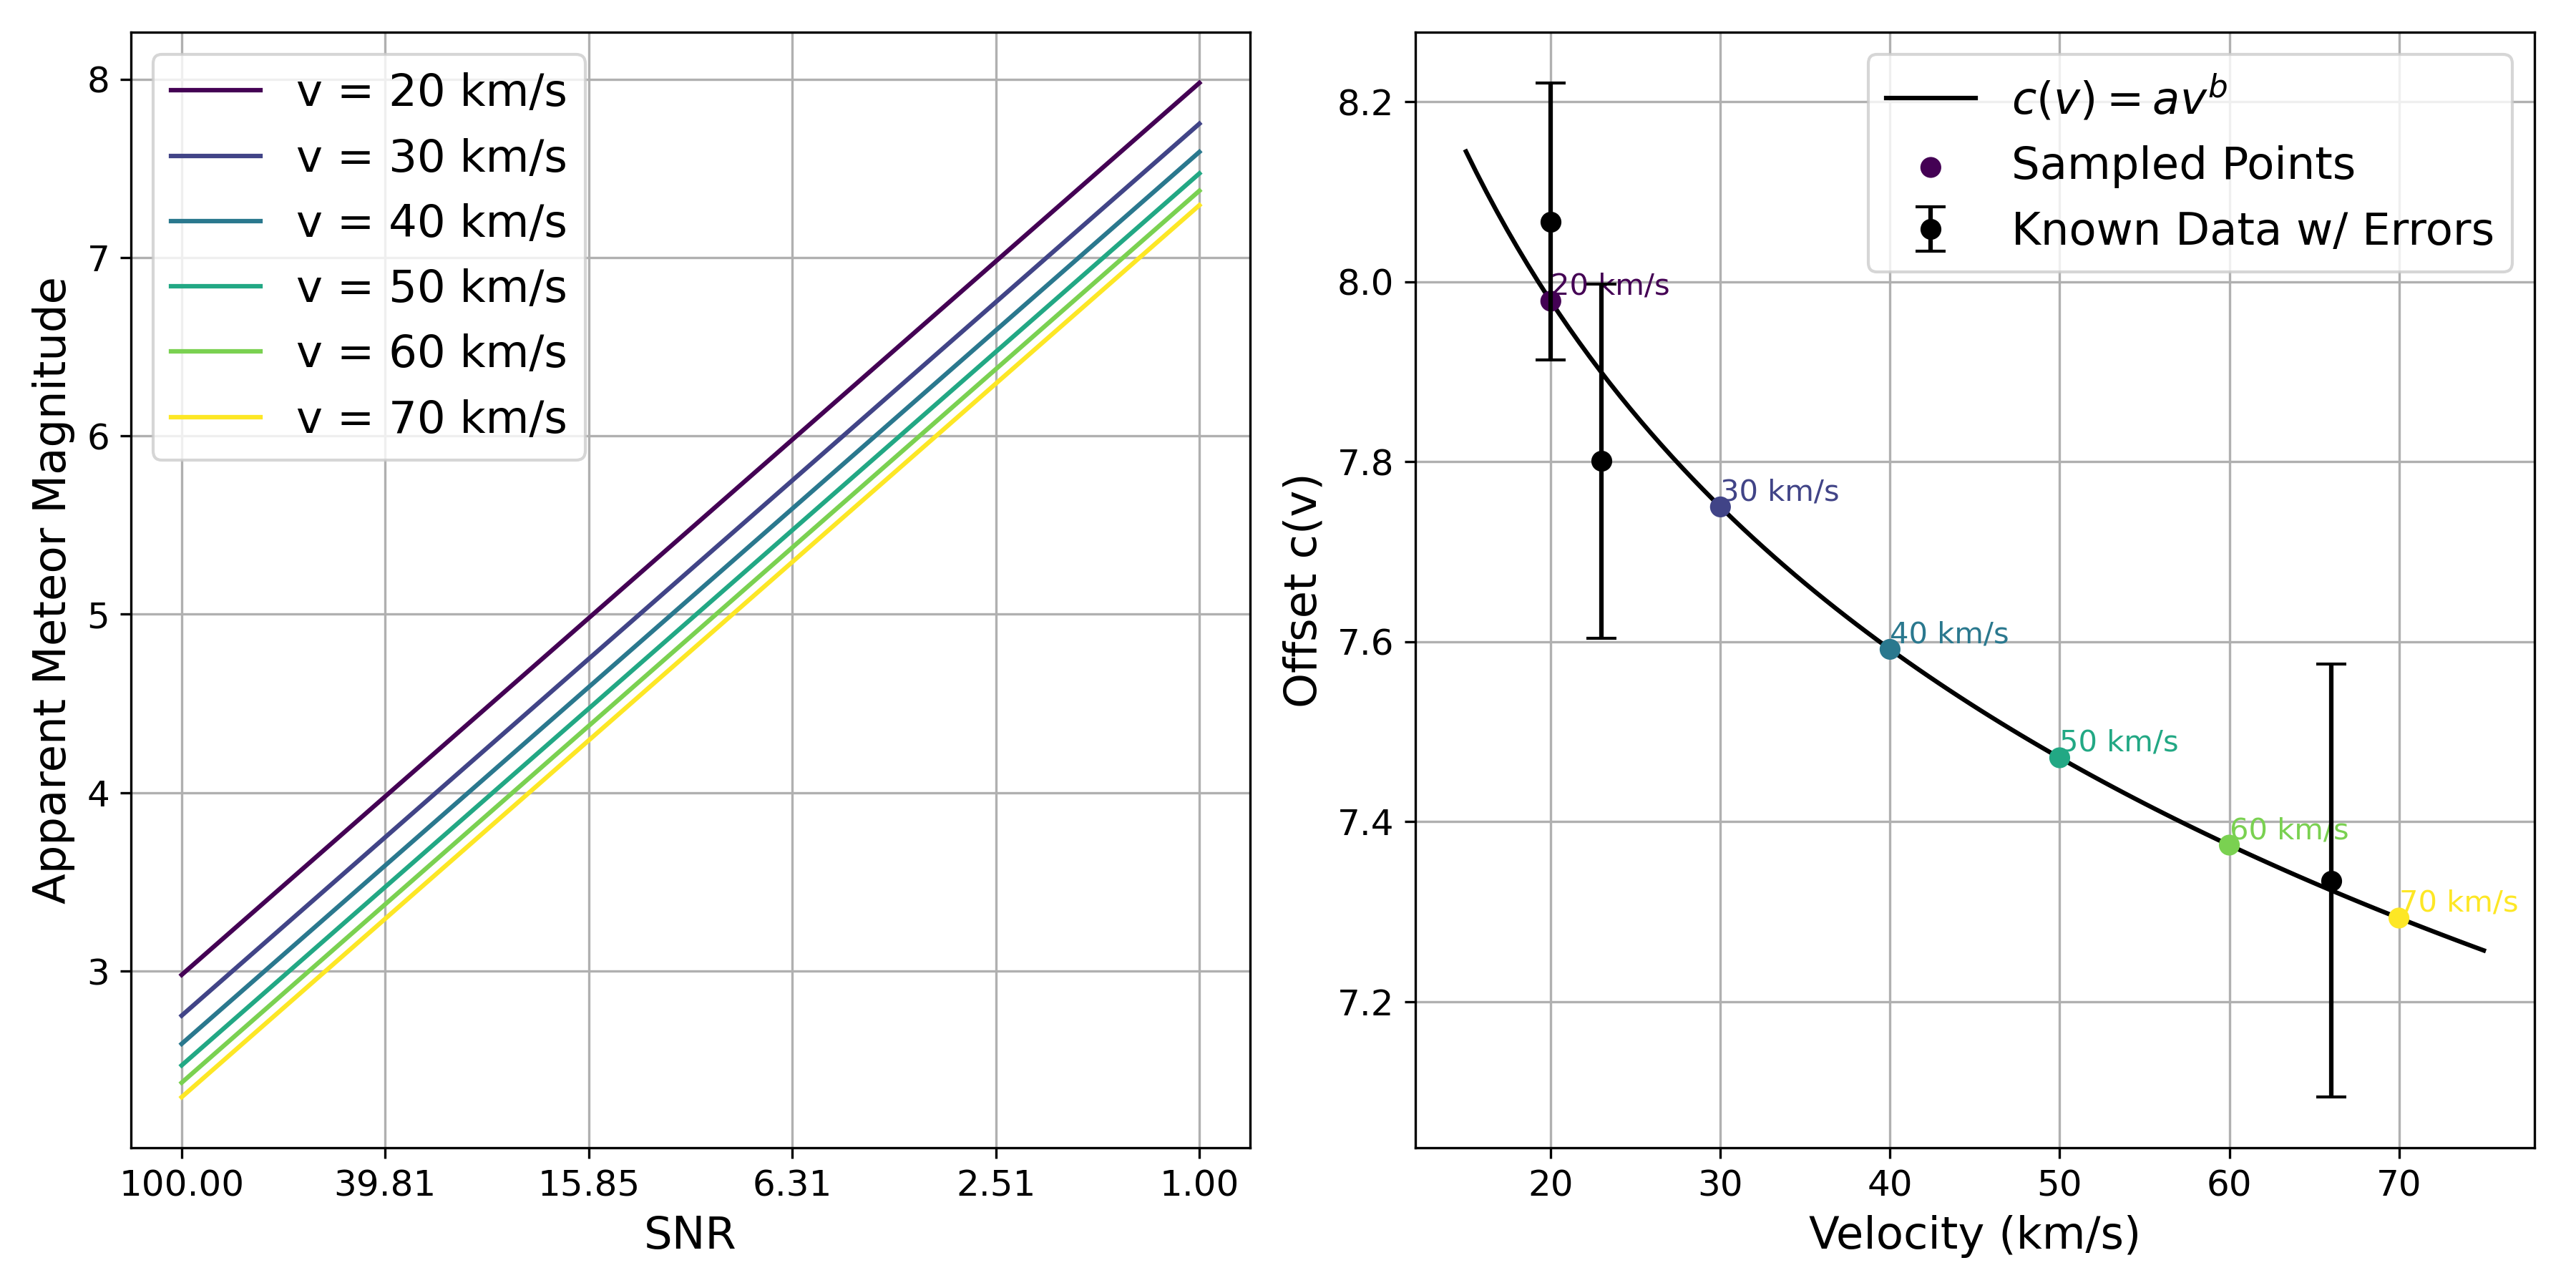 Apparent Meteor Magnitude
8
7
6
5
4
3
v = 20 km/s
v = 30 km/s
v = 40 km/s
v = 50 km/s
v = 60 km/s
v = 70 km/s
100.00 39.81 15.85 6.31 2.51 1.00
SNR
Offset c(v)
8.2
8.0
7.8
7.6
7.4
7.2
c(v) = av^b
Sampled Points
Known Data w/ Errors
20 km/s
30 km/s
40 km/s
50 km/s
60 km/s
70 km/s
20 30 40 50 60 70
Velocity (km/s)